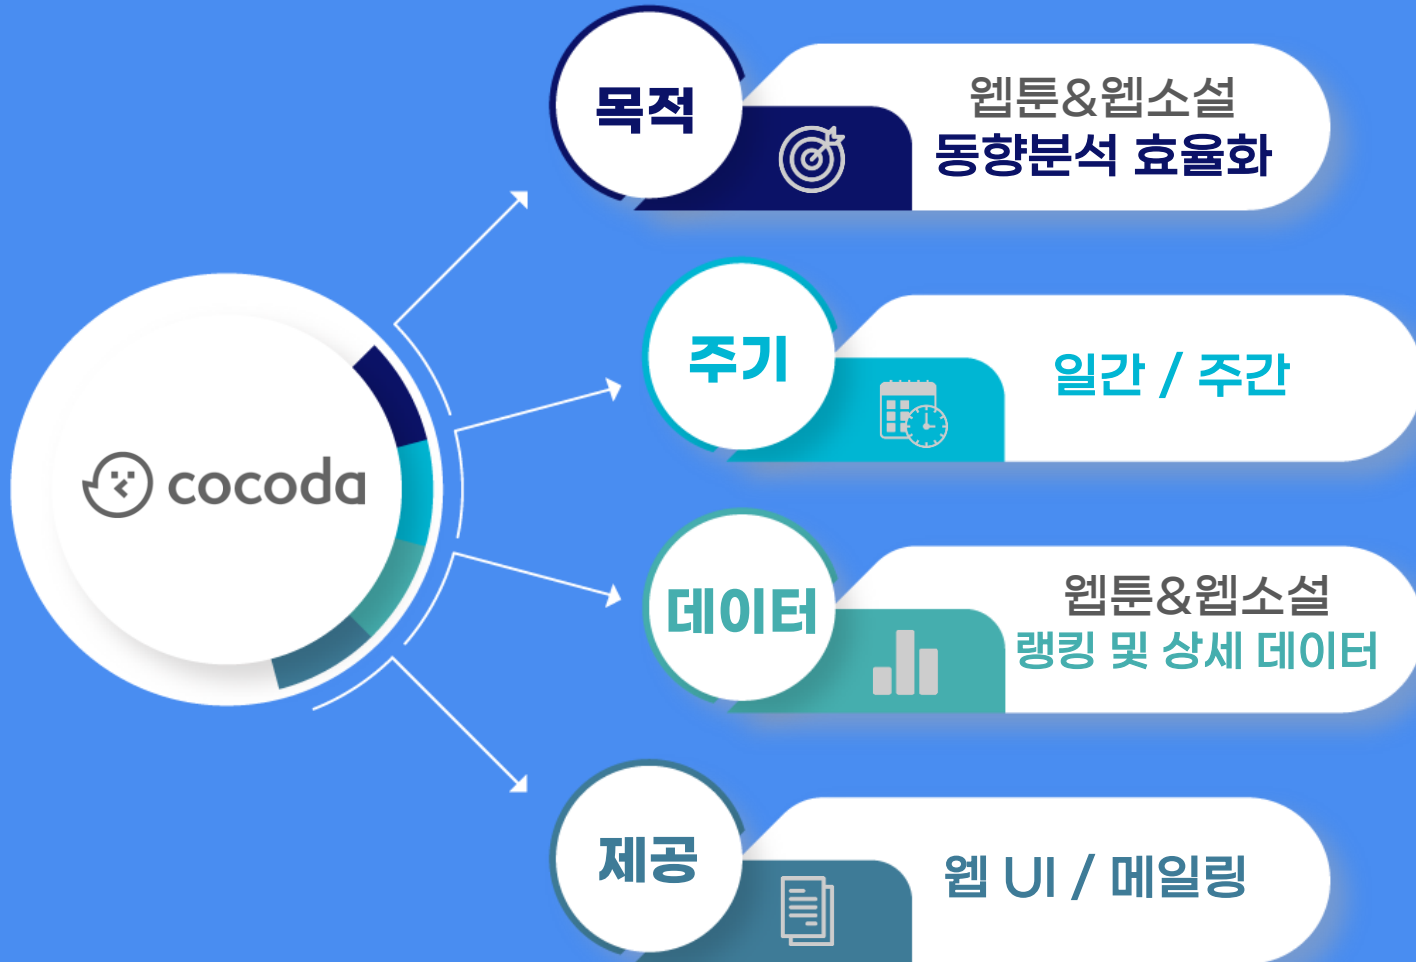 cocoda
목적
웹툰&웹소설
동향분석 효율화
주기
일간 / 주간
데이터
웹툰&웹소설
랭킹 및 상세 데이터
제공
웹 UI / 메일링